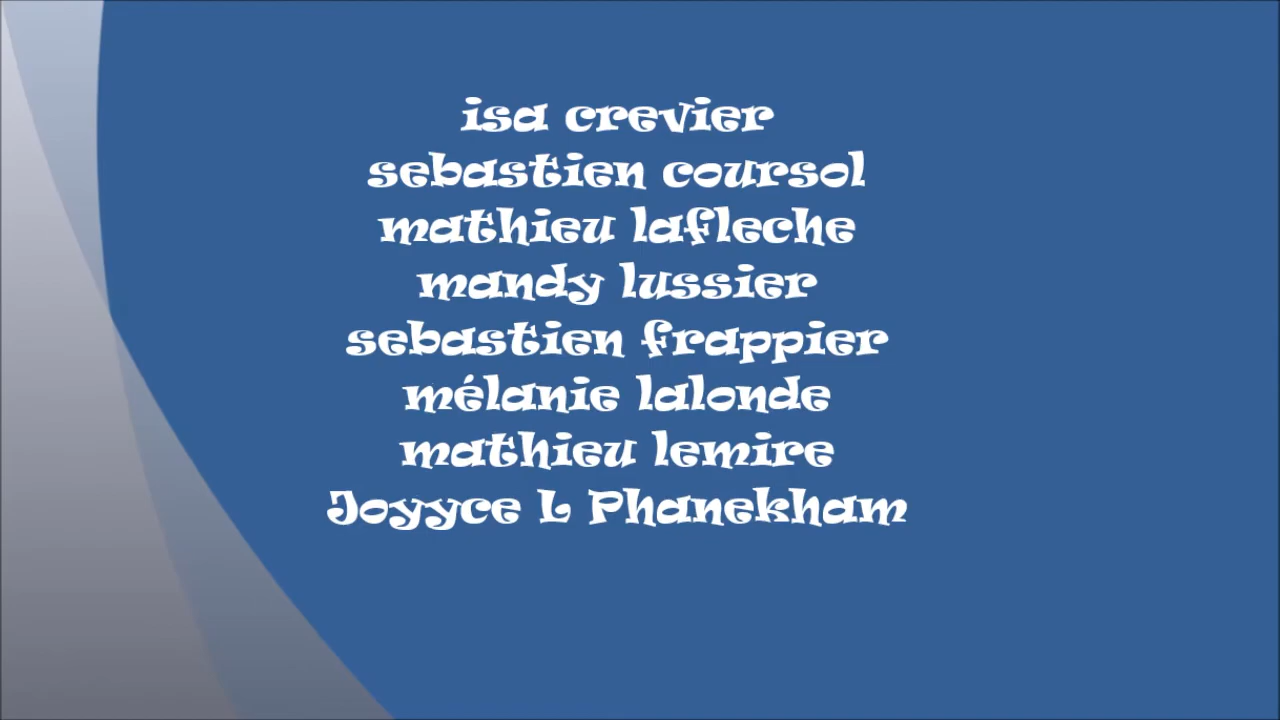 isa crevier
sebastien coursol
mathieu lafleche
mandy lussier
sebastien frappier
mélanie lalonde
mathieu lemire
Joyyce L Phanekham